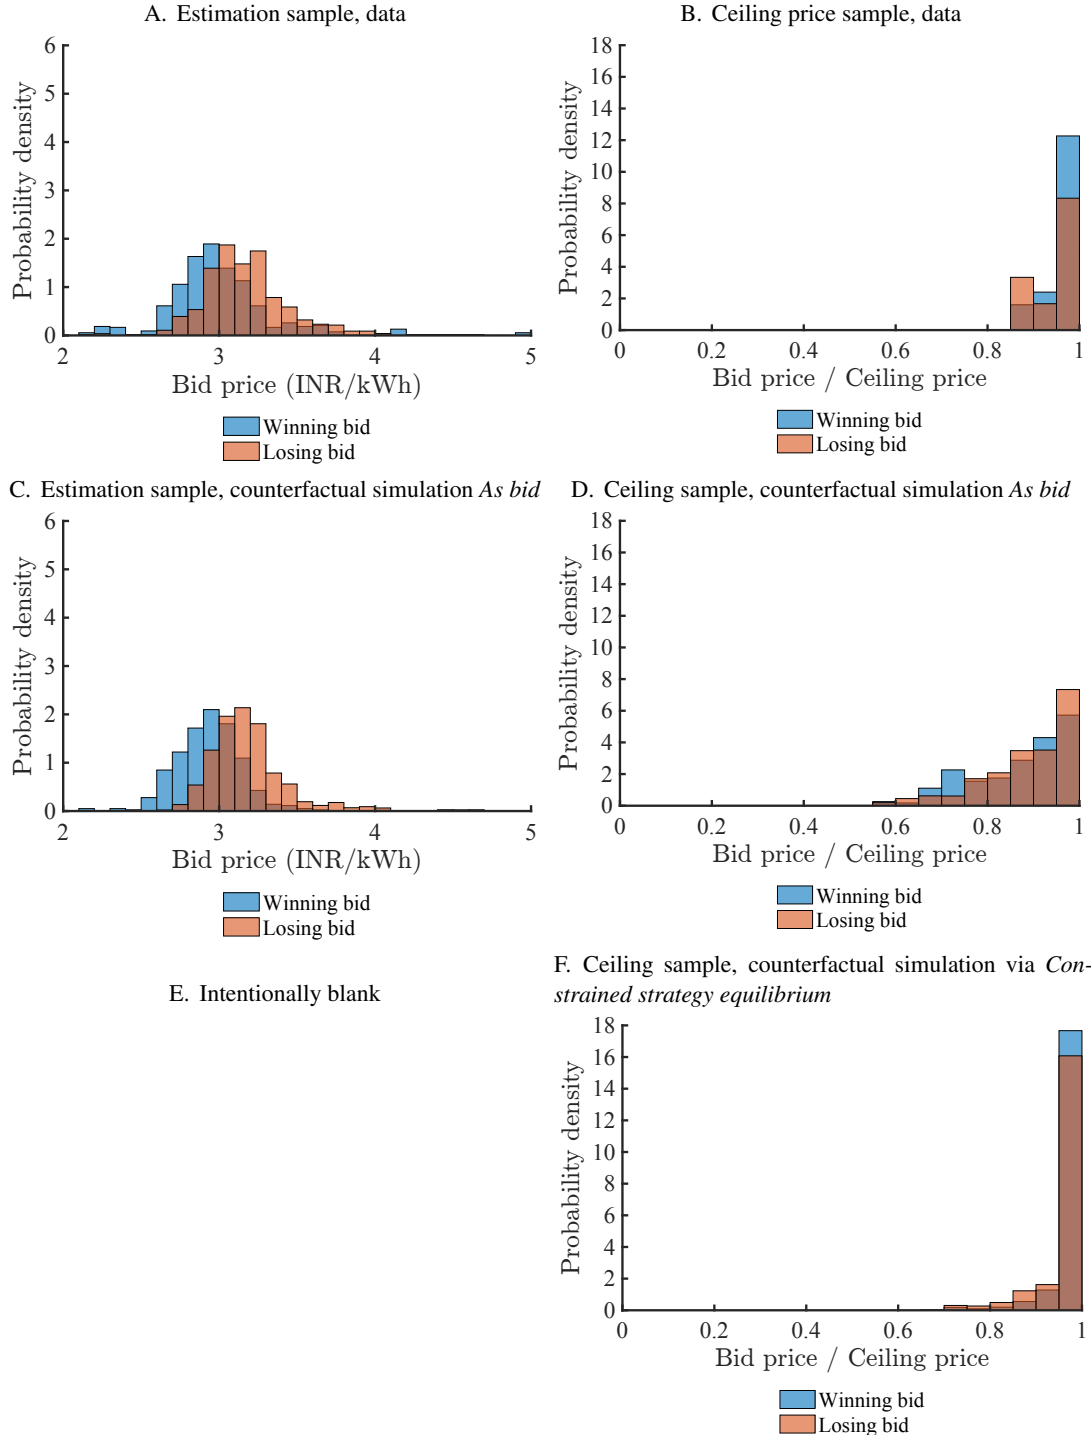 A. Estimation sample, data
6
5
4
3
2
1
0
Probability density
2
3
4
5
Bid price (INR/kWh)
Winning bid
Losing bid
B. Ceiling price sample, data
18
16
14
12
10
8
6
4
2
0
Probability density
0
0.2
0.4
0.6
0.8
1
Bid price / Ceiling price
Winning bid
Losing bid
C. Estimation sample, counterfactual simulation As bid
6
5
4
3
2
1
0
Probability density
2
3
4
5
Bid price (INR/kWh)
Winning bid
Losing bid
D. Ceiling sample, counterfactual simulation As bid
18
16
14
12
10
8
6
4
2
0
Probability density
0
0.2
0.4
0.6
0.8
1
Bid price / Ceiling price
Winning bid
Losing bid
E. Intentionally blank
F. Ceiling sample, counterfactual simulation via Con-
strained strategy equilibrium
18
16
14
12
10
8
6
4
2
0
Probability density
0
0.2
0.4
0.6
0.8
1
Bid price / Ceiling price
Winning bid
Losing bid